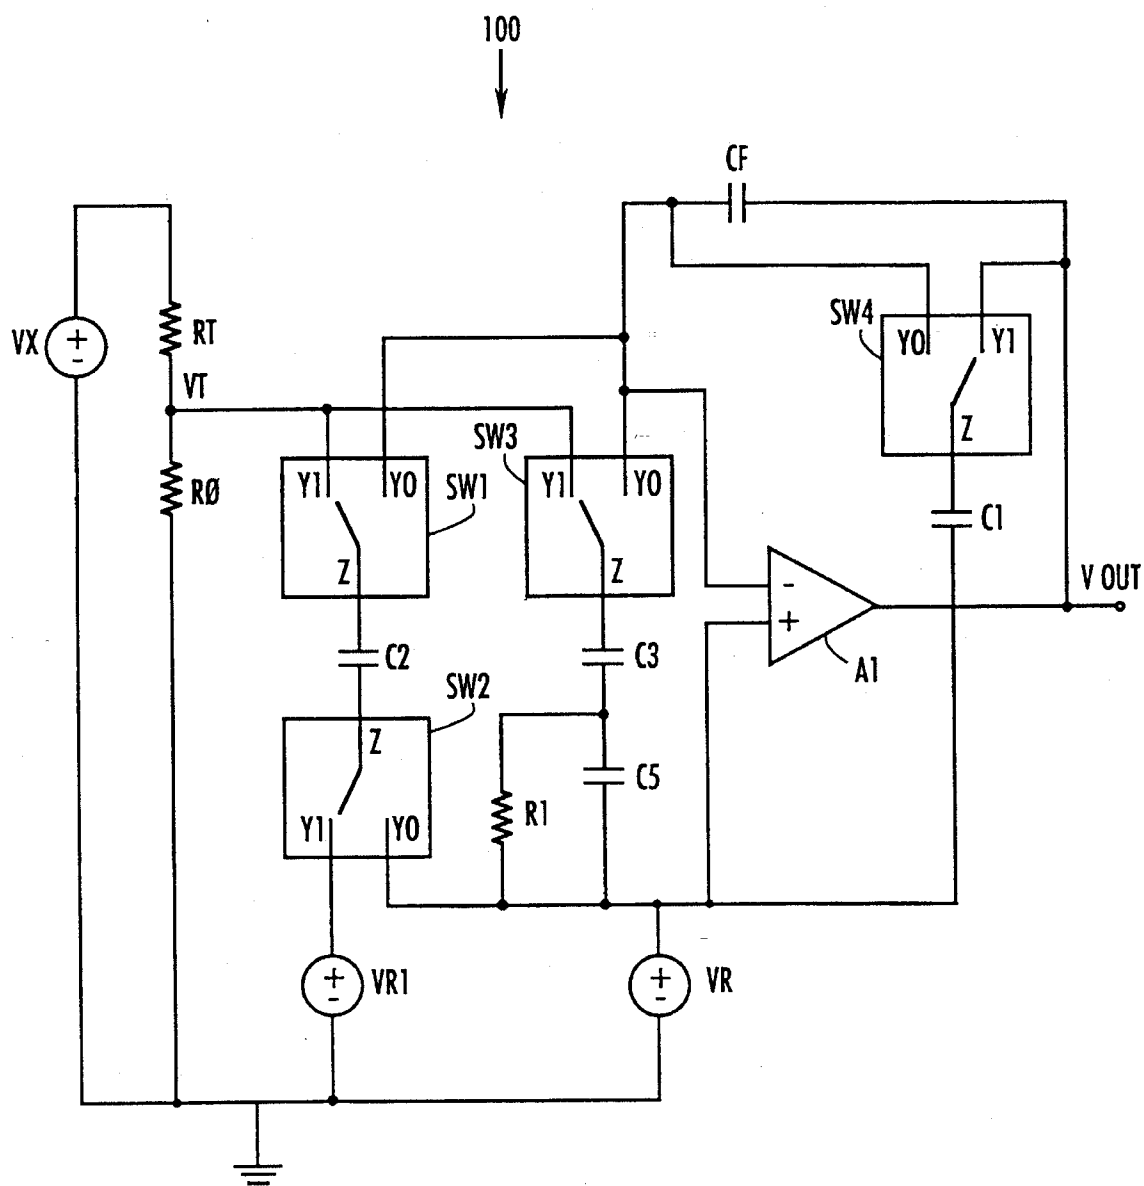 100
CF
VX
+
-
RT
VT
RØ
SW4
Y0
Y1
Z
C1
SW3
Y1
Y0
SW1
Y1
Y0
Z
Z
-
+
A1
V OUT
C2
C3
SW2
Z
Y1
Y0
R1
C5
+
-
VR1
+
-
VR